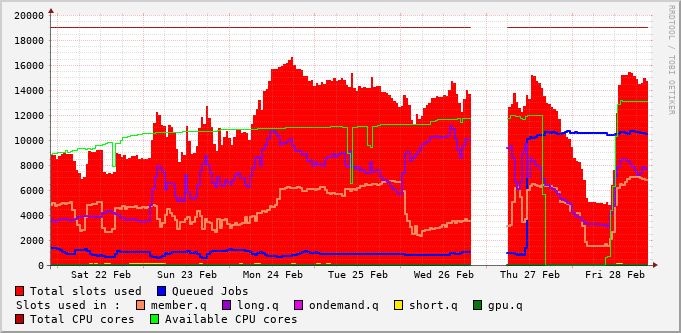 20000
18000
16000
14000
12000
10000
8000
6000
4000
2000
0
Sat 22 Feb Sun 23 Feb Mon 24 Feb Tue 25 Feb Wed 26 Feb Thu 27 Feb Fri 28 Feb
RRDTOOL / TOBI OETIKER
Total slots used Queued Jobs
Slots used in : member.q long.q ondemand.q short.q gpu.q
Total CPU cores Available CPU cores